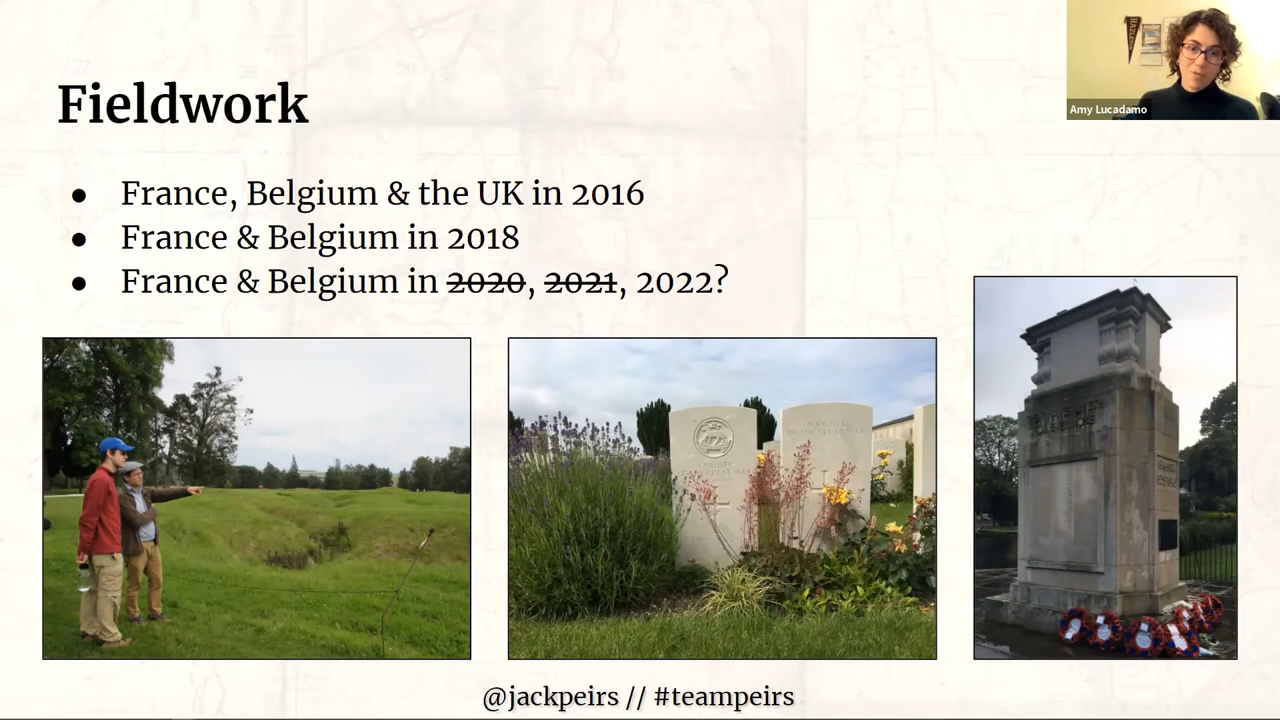 Fieldwork
HAZLETON
Amy Lucadamo
● France, Belgium & the UK in 2016
● France & Belgium in 2018
● France & Belgium in 2020, 2021, 2022?
@jackpeirs // #teampeirs